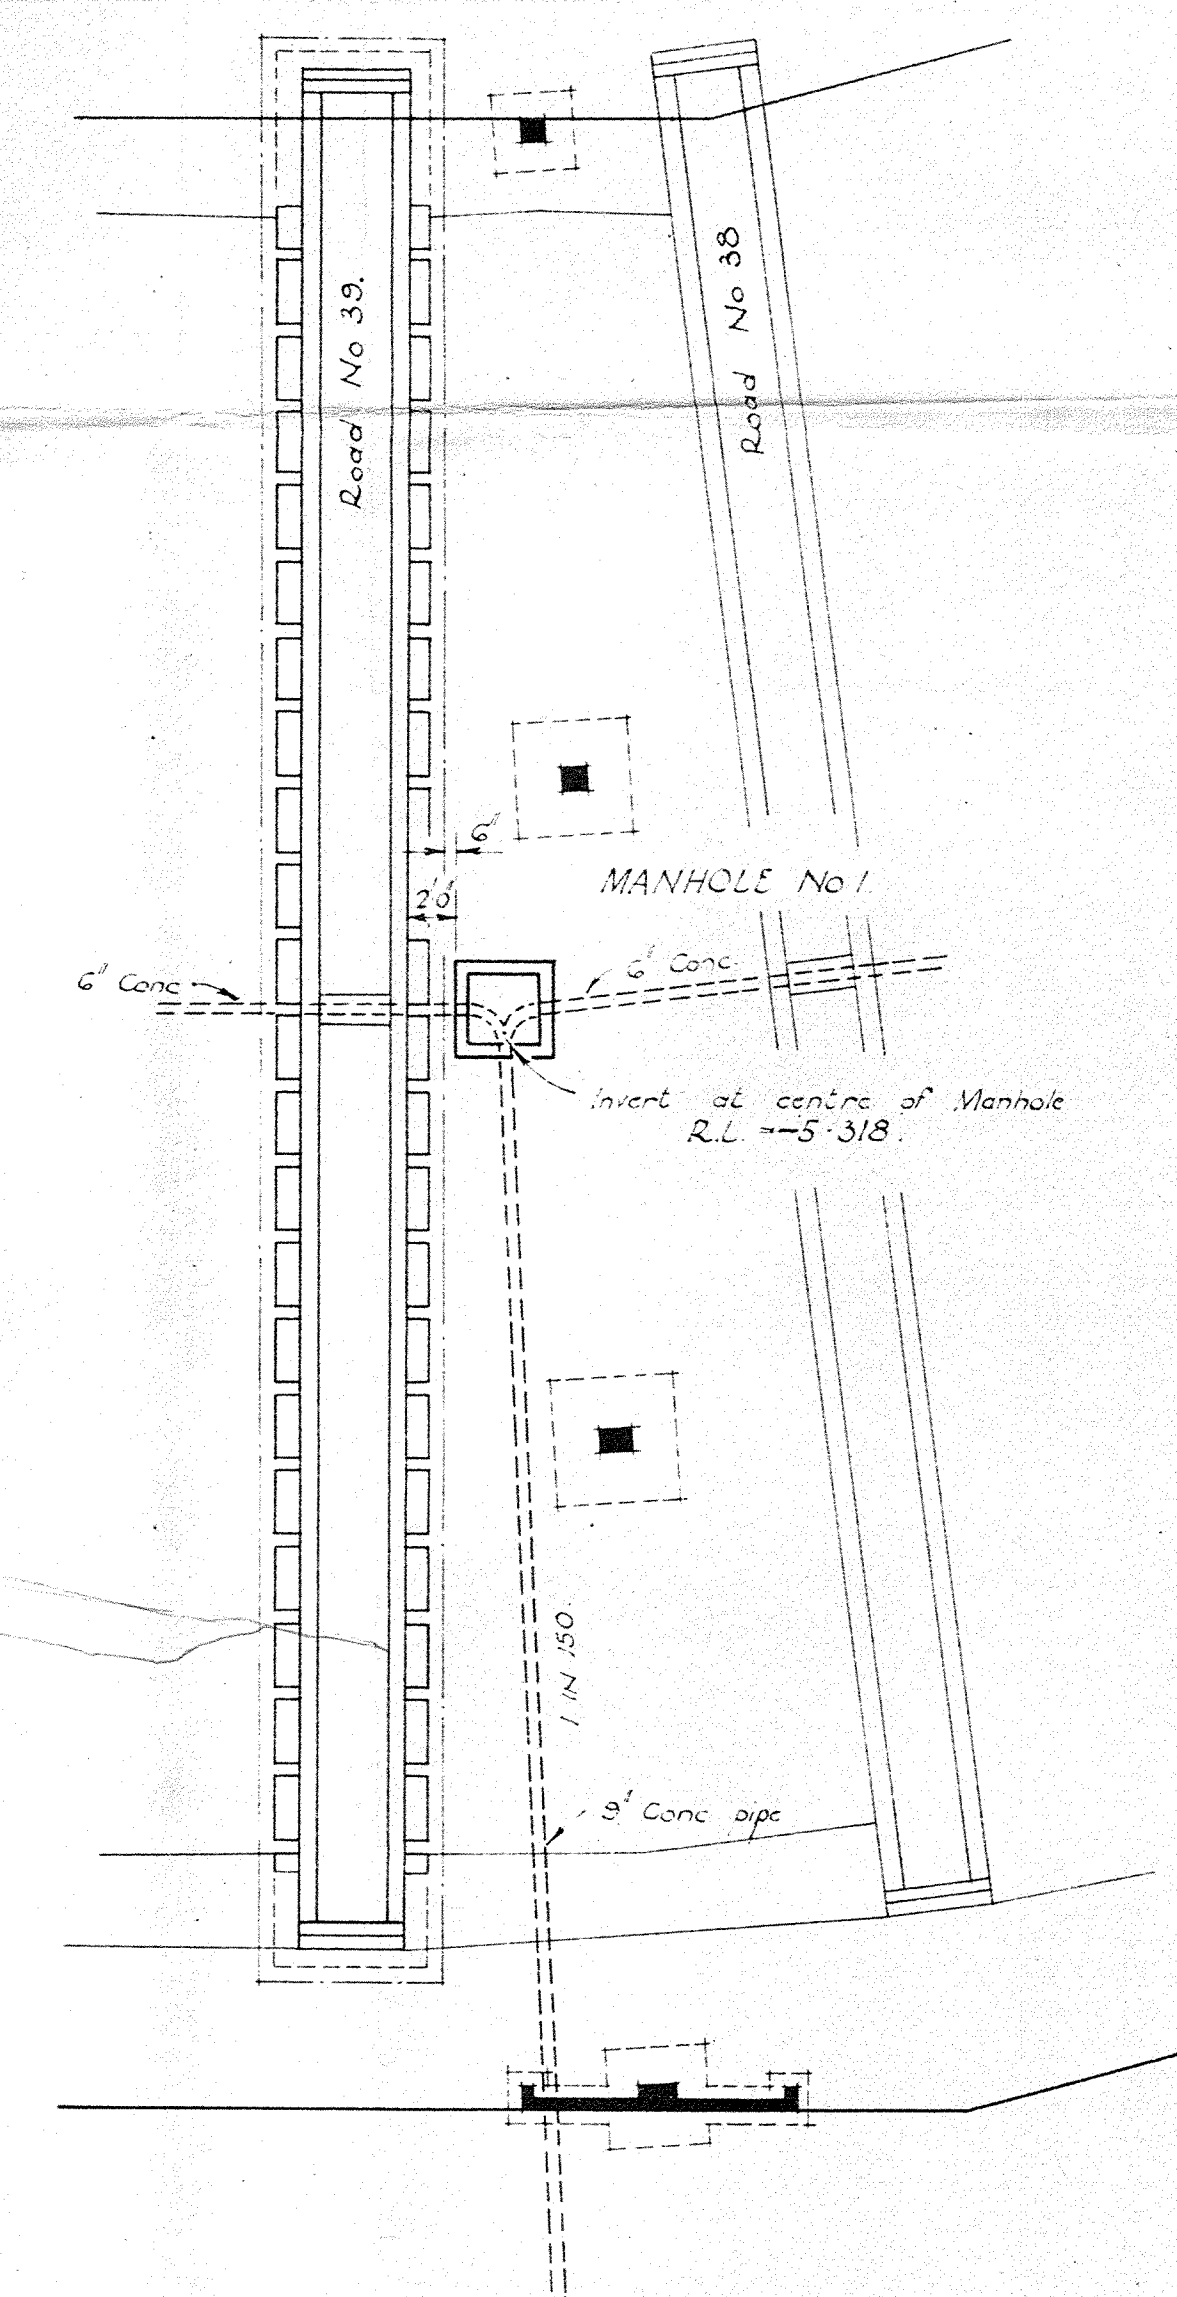 Road No 39.
Road No 38
6"
2'0"
MANHOLE No 1.
6" Conc
6" Conc.
Invert at centre of Manhole
R.L. = -5.318.
1 IN 150.
9" Conc pipe